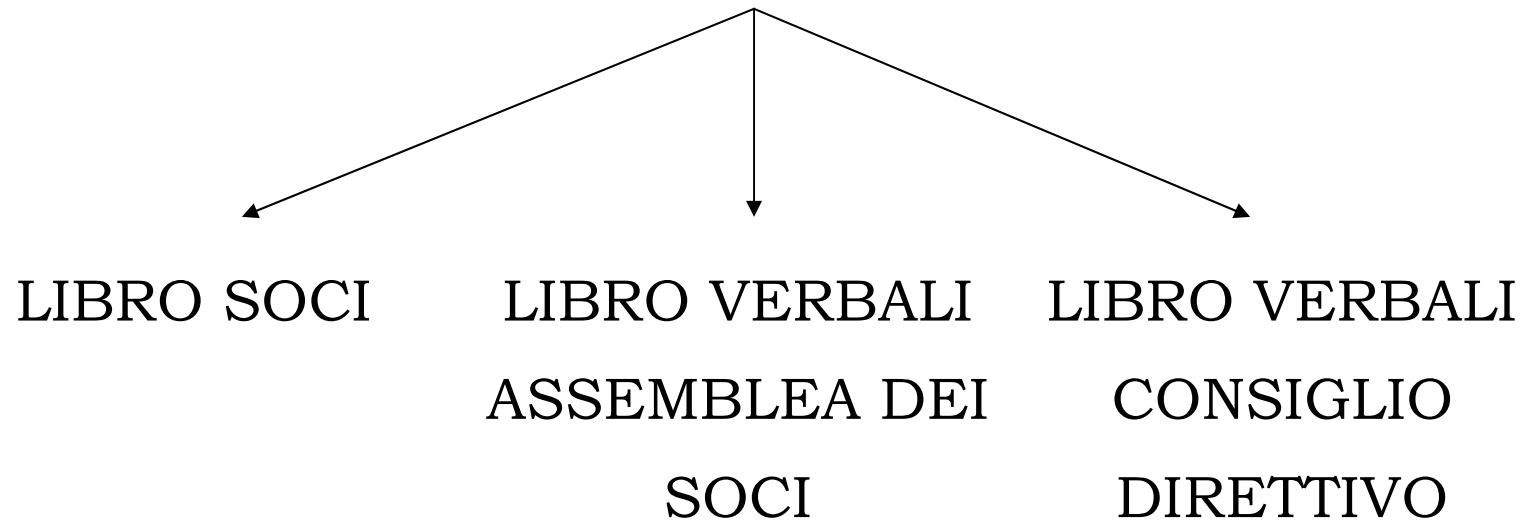 LIBRO SOCI
LIBRO VERBALI
ASSEMBLEA DEI
SOCI
LIBRO VERBALI
CONSIGLIO
DIRETTIVO